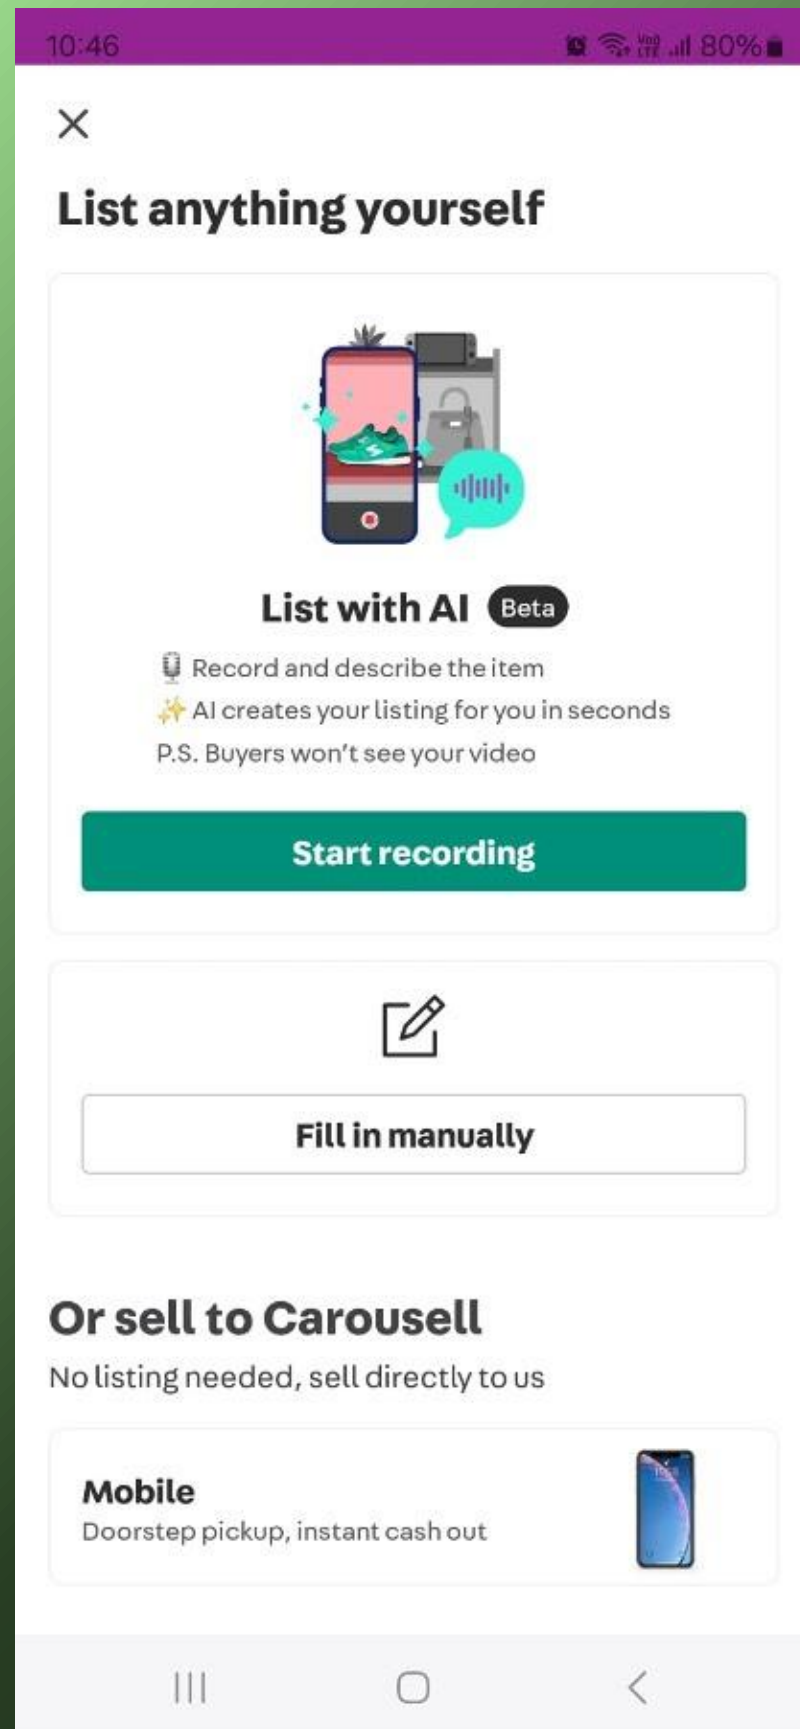 10:46
Vo) LTE 80%
List anything yourself
List with AI Beta
Record and describe the item
AI creates your listing for you in seconds
P.S. Buyers won't see your video
Start recording
Fill in manually
Or sell to Carousell
No listing needed, sell directly to us
Mobile
Doorstep pickup, instant cash out